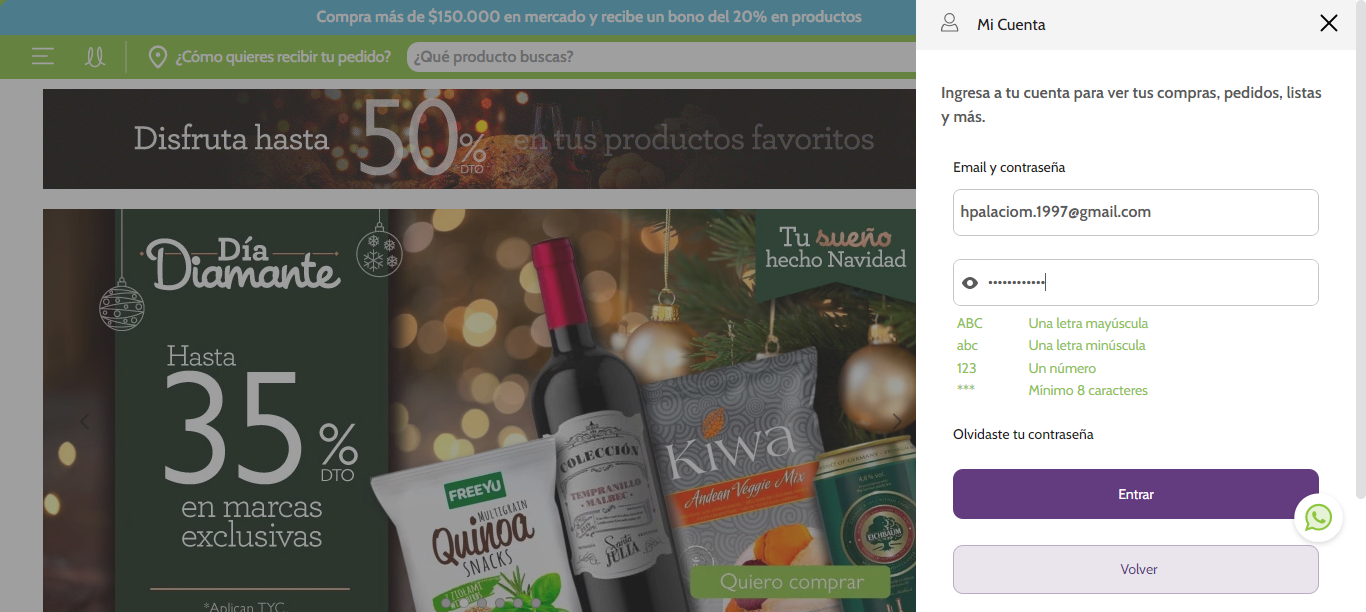 Compra más de $150.000 en mercado y recibe un bono del 20% en productos
¿Cómo quieres recibir tu pedido?
¿Qué producto buscas?
Disfruta hasta 50% DTO en tus productos favoritos
Día
Diamante
Hasta
35% DTO
en marcas
exclusivas
*Aplican TYC
Tu sueño
hecho Navidad
COLECCIÓN
TEMPRANILLO
MALBEC
Santa
JULIA
FREEYU
MULTIGRAIN
Quinoa
SNACKS
Kiwa
Andean Veggie Mix
EICHBAUM
Quiero comprar
Mi Cuenta
Ingresa a tu cuenta para ver tus compras, pedidos, listas
y más.
Email y contraseña
hpalaciom.1997@gmail.com
••••••••••••
ABC Una letra mayúscula
abc Una letra minúscula
123 Un número
*** Mínimo 8 caracteres
Olvidaste tu contraseña
Entrar
Volver